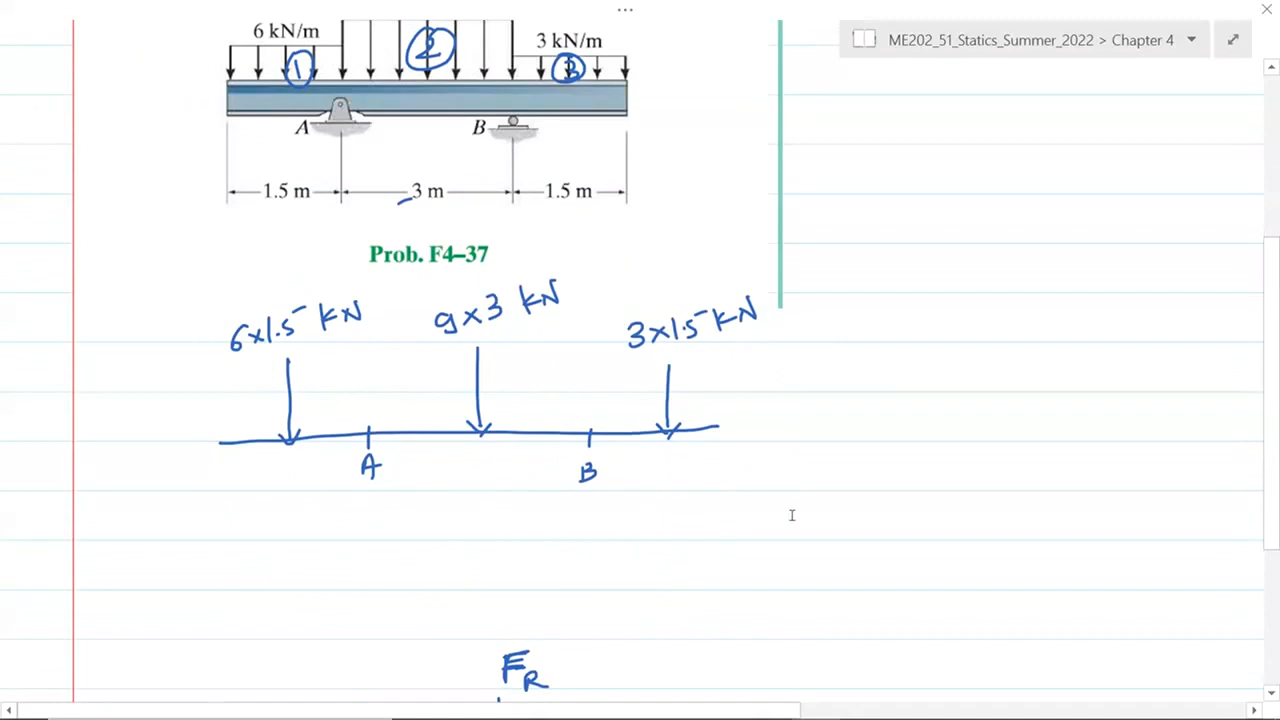 ...
ME202_51_Statics_Summer_2022 > Chapter 4
6 kN/m
3 kN/m
1
2
3
A
B
1.5 m
3 m
1.5 m
Prob. F4–37
6×1.5 kN
9×3 kN
3×1.5 kN
A
B
F_R